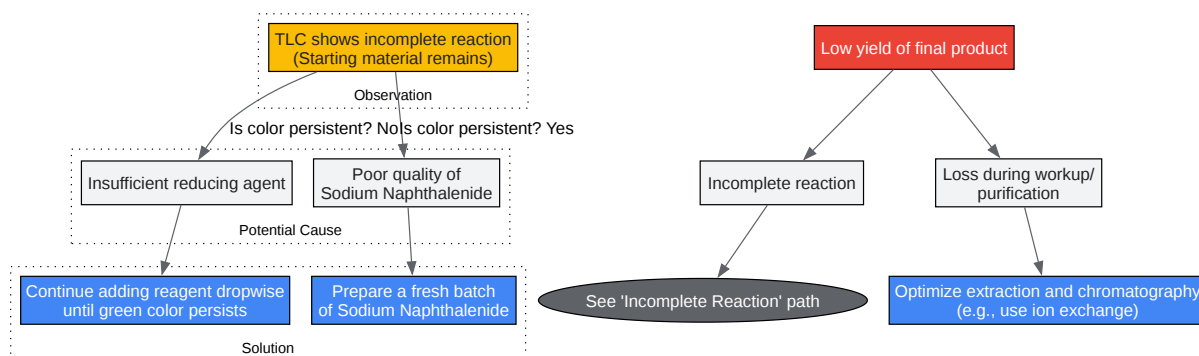 TLC shows incomplete reaction
(Starting material remains)
Observation
Is color persistent? No
Is color persistent? Yes
Insufficient reducing agent
Poor quality of
Sodium Naphthalenide
Potential Cause
Continue adding reagent dropwise
until green color persists
Prepare a fresh batch
of Sodium Naphthalenide
Solution
Low yield of final product
Incomplete reaction
Loss during workup/
purification
See 'Incomplete Reaction' path
Optimize extraction and chromatography
(e.g., use ion exchange)